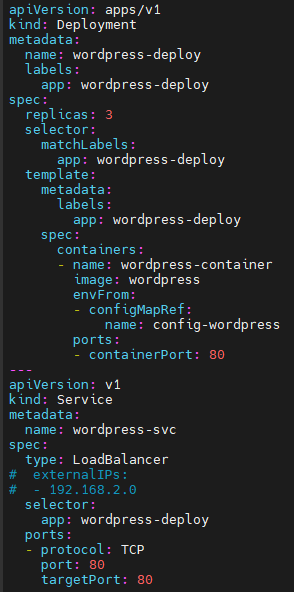 apiVersion: apps/v1
kind: Deployment
metadata:
  name: wordpress-deploy
  labels:
    app: wordpress-deploy
spec:
  replicas: 3
  selector:
    matchLabels:
      app: wordpress-deploy
  template:
    metadata:
      labels:
        app: wordpress-deploy
    spec:
      containers:
      - name: wordpress-container
        image: wordpress
        envFrom:
        - configMapRef:
            name: config-wordpress
        ports:
        - containerPort: 80
---
apiVersion: v1
kind: Service
metadata:
  name: wordpress-svc
spec:
  type: LoadBalancer
#  externalIPs:
#  - 192.168.2.0
  selector:
    app: wordpress-deploy
  ports:
  - protocol: TCP
    port: 80
    targetPort: 80